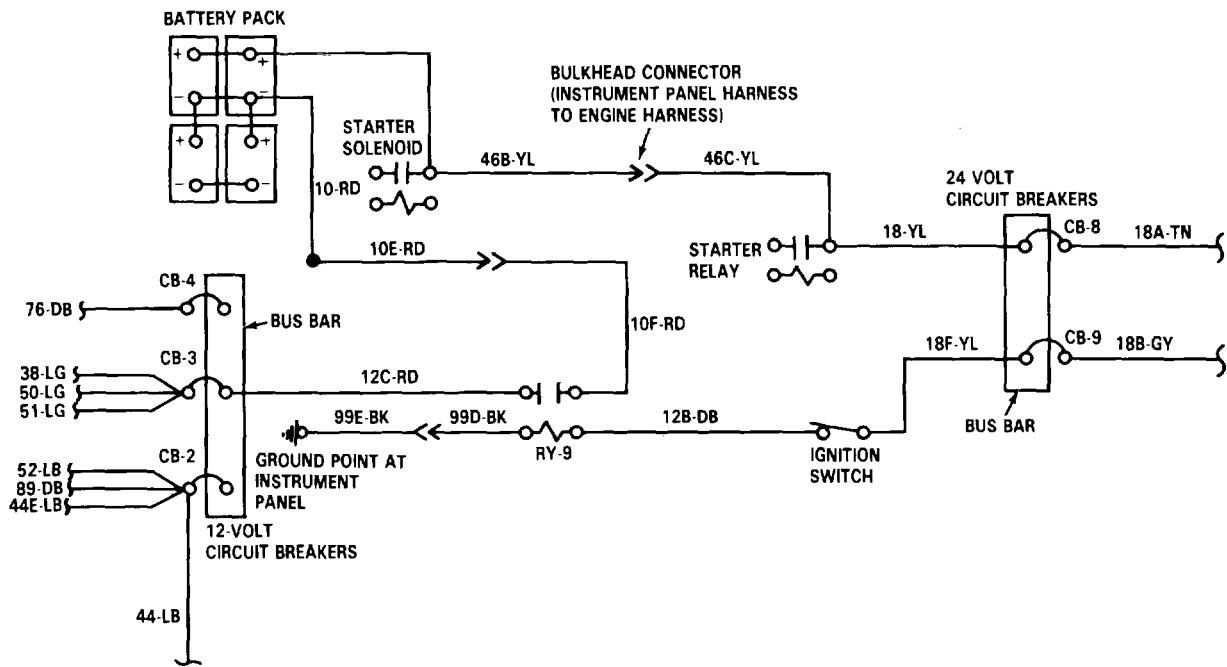 BATTERY PACK
+
+
−
−
+
+
−
−
STARTER
SOLENOID
10-RD
BULKHEAD CONNECTOR
(INSTRUMENT PANEL HARNESS
TO ENGINE HARNESS)
46B-YL
46C-YL
24 VOLT
CIRCUIT BREAKERS
CB-8
18-YL
18A-TN
STARTER
RELAY
10E-RD
10F-RD
CB-4
76-DB
BUS BAR
CB-3
38-LG
50-LG
51-LG
12C-RD
18F-YL
CB-9
18B-GY
BUS BAR
99E-BK
99D-BK
12B-DB
RY-9
IGNITION
SWITCH
GROUND POINT AT
INSTRUMENT
PANEL
CB-2
52-LB
89-DB
44E-LB
12-VOLT
CIRCUIT BREAKERS
44-LB